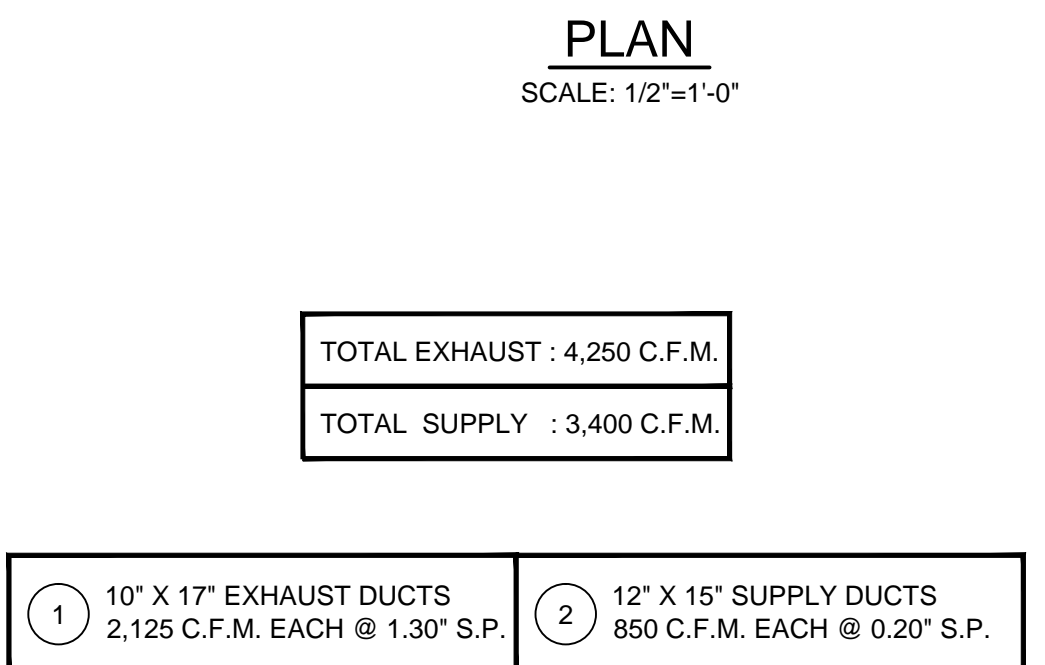 PLAN
SCALE: 1/2"=1'-0"
TOTAL EXHAUST : 4,250 C.F.M.
TOTAL SUPPLY : 3,400 C.F.M.
1
10" X 17" EXHAUST DUCTS
2,125 C.F.M. EACH @ 1.30" S.P.
2
12" X 15" SUPPLY DUCTS
850 C.F.M. EACH @ 0.20" S.P.